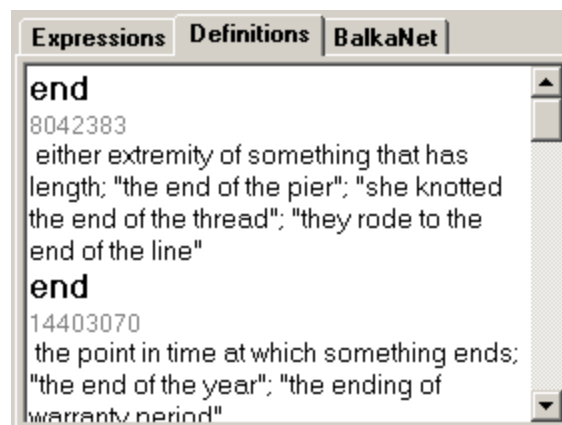 Expressions Definitions BalkaNet
end
8042383
either extremity of something that has
length; "the end of the pier"; "she knotted
the end of the thread"; "they rode to the
end of the line"
end
14403070
the point in time at which something ends;
"the end of the year"; "the ending of
warranty period"